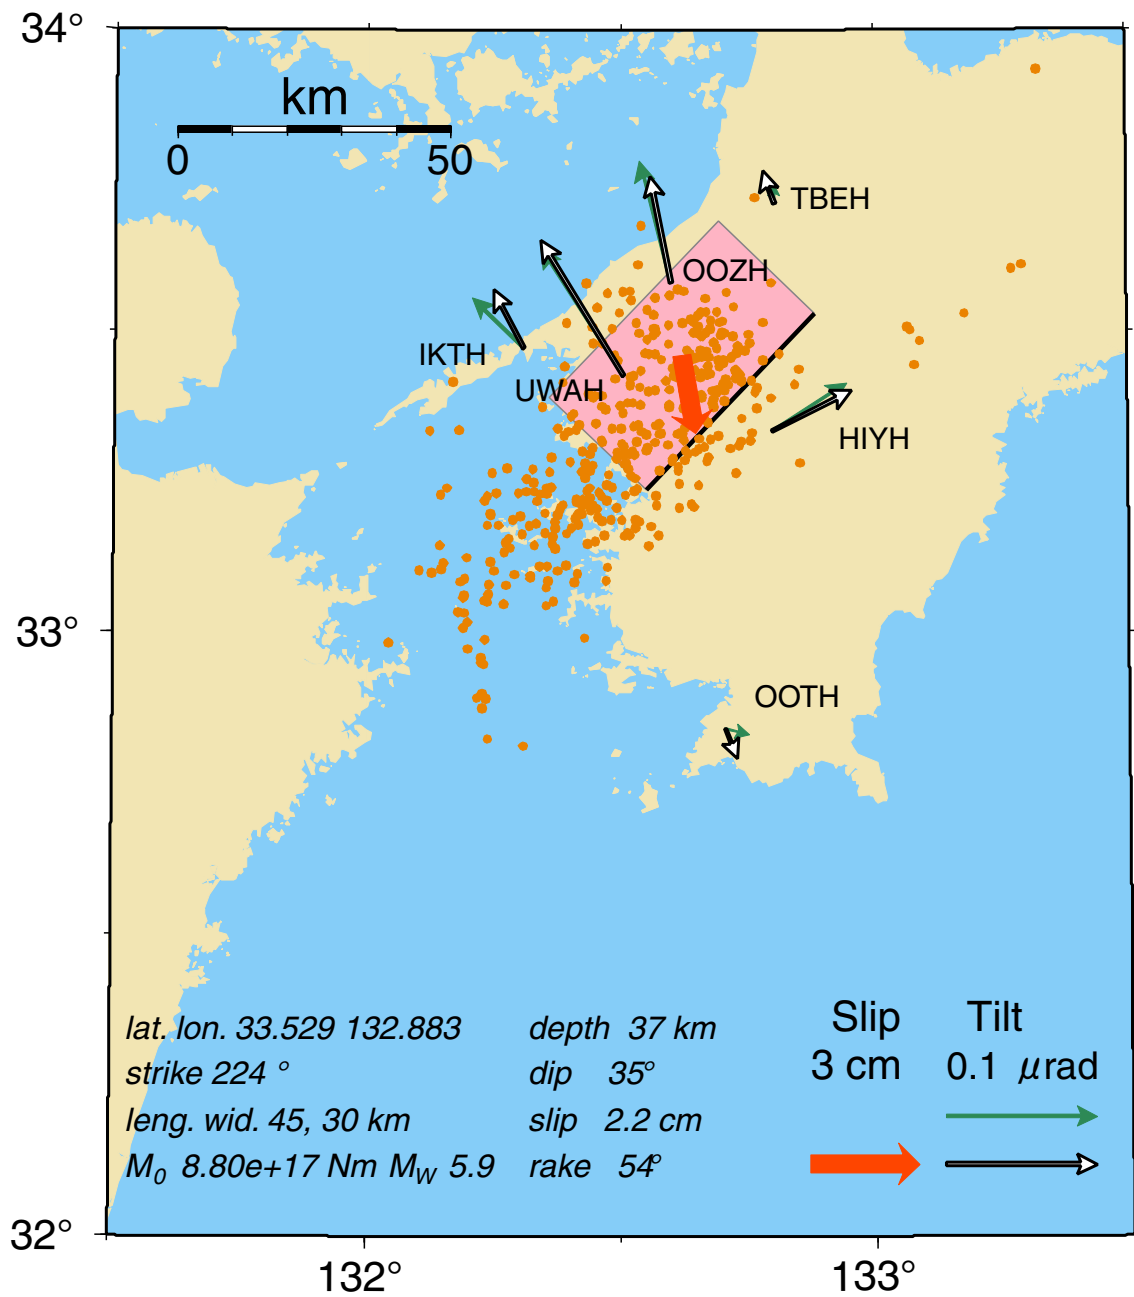 34°
km
0 50
TBEH
OOZH
IKTH
UWAH
HIYH
33°
OOTH
lat. lon. 33.529 132.883 depth 37 km
strike 224 ° dip 35°
leng. wid. 45, 30 km slip 2.2 cm
M0 8.80e+17 Nm MW 5.9 rake 54°
Slip Tilt
3 cm 0.1 μrad
32°
132° 133°